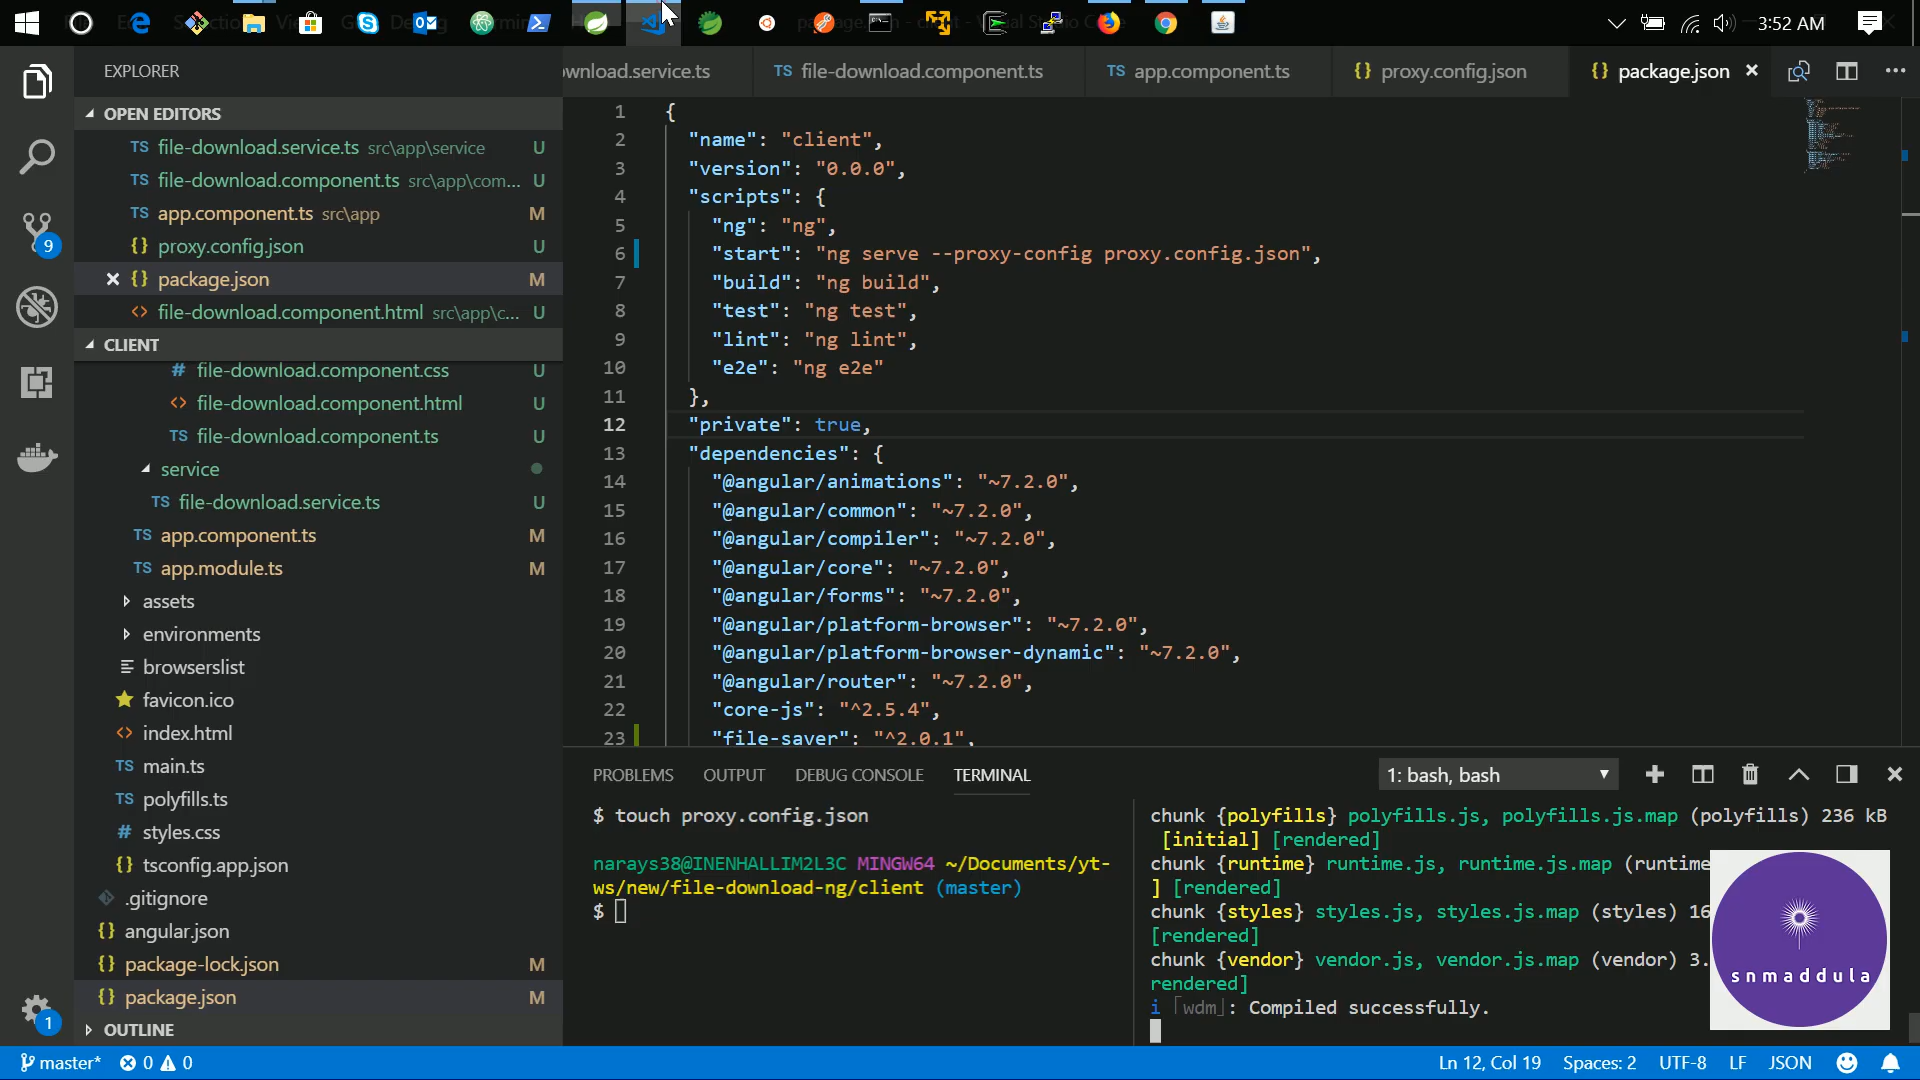 3:52 AM
EXPLORER
wnload.service.ts
TS file-download.component.ts
TS app.component.ts
{} proxy.config.json
{} package.json ×
OPEN EDITORS
TS file-download.service.ts src\app\service U
TS file-download.component.ts src\app\com... U
TS app.component.ts src\app M
{} proxy.config.json U
{} package.json M
<> file-download.component.html src\app\c... U
CLIENT
# file-download.component.css U
<> file-download.component.html U
TS file-download.component.ts U
service
TS file-download.service.ts U
TS app.component.ts M
TS app.module.ts M
assets
environments
browserslist
favicon.ico
<> index.html
TS main.ts
TS polyfills.ts
# styles.css
{} tsconfig.app.json
.gitignore
{} angular.json
{} package-lock.json M
{} package.json M
OUTLINE
9
1
1 {
2 "name": "client",
3 "version": "0.0.0",
4 "scripts": {
5 "ng": "ng",
6 "start": "ng serve --proxy-config proxy.config.json",
7 "build": "ng build",
8 "test": "ng test",
9 "lint": "ng lint",
10 "e2e": "ng e2e"
11 },
12 "private": true,
13 "dependencies": {
14 "@angular/animations": "~7.2.0",
15 "@angular/common": "~7.2.0",
16 "@angular/compiler": "~7.2.0",
17 "@angular/core": "~7.2.0",
18 "@angular/forms": "~7.2.0",
19 "@angular/platform-browser": "~7.2.0",
20 "@angular/platform-browser-dynamic": "~7.2.0",
21 "@angular/router": "~7.2.0",
22 "core-js": "^2.5.4",
23 "file-saver": "^2.0.1",
PROBLEMS OUTPUT DEBUG CONSOLE TERMINAL
1: bash, bash
$ touch proxy.config.json
narays38@INENHALLIM2L3C MINGW64 ~/Documents/yt-
ws/new/file-download-ng/client (master)
$
chunk {polyfills} polyfills.js, polyfills.js.map (polyfills) 236 kB
[initial] [rendered]
chunk {runtime} runtime.js, runtime.js.map (runtime
] [rendered]
chunk {styles} styles.js, styles.js.map (styles) 16
[rendered]
chunk {vendor} vendor.js, vendor.js.map (vendor) 3.
rendered]
i ｢wdm｣: Compiled successfully.
snmaddula
master* 0 0
Ln 12, Col 19 Spaces: 2 UTF-8 LF JSON